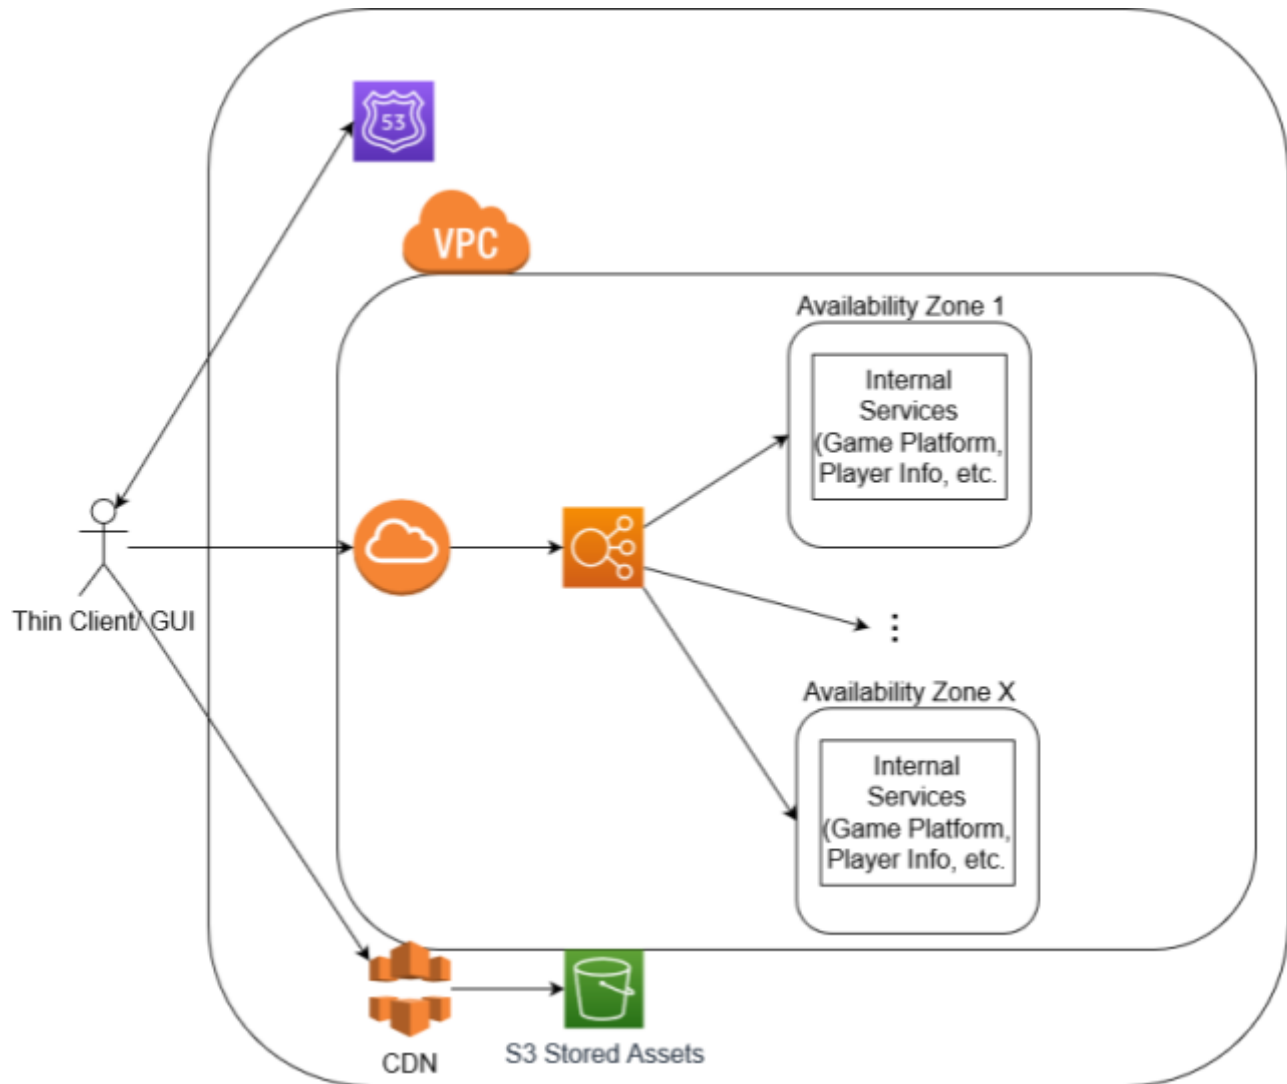 53
VPC
Availability Zone 1
Internal
Services
(Game Platform,
Player Info, etc.
Thin Client/ GUI
Availability Zone X
Internal
Services
(Game Platform,
Player Info, etc.
CDN
S3 Stored Assets